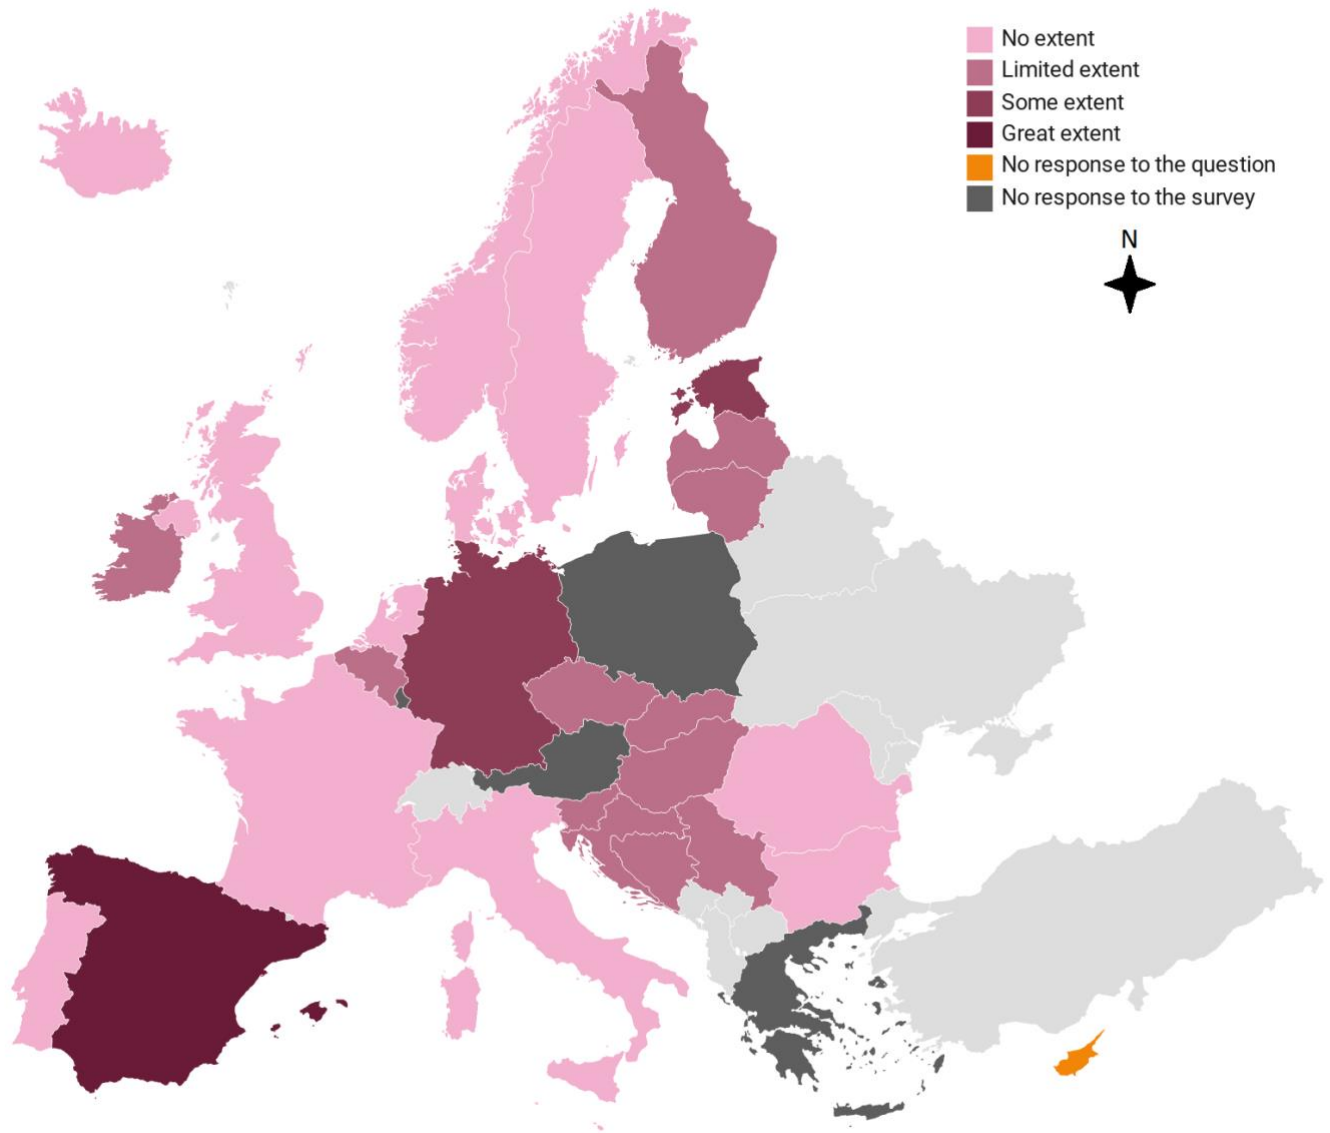 No extent
Limited extent
Some extent
Great extent
No response to the question
No response to the survey
N